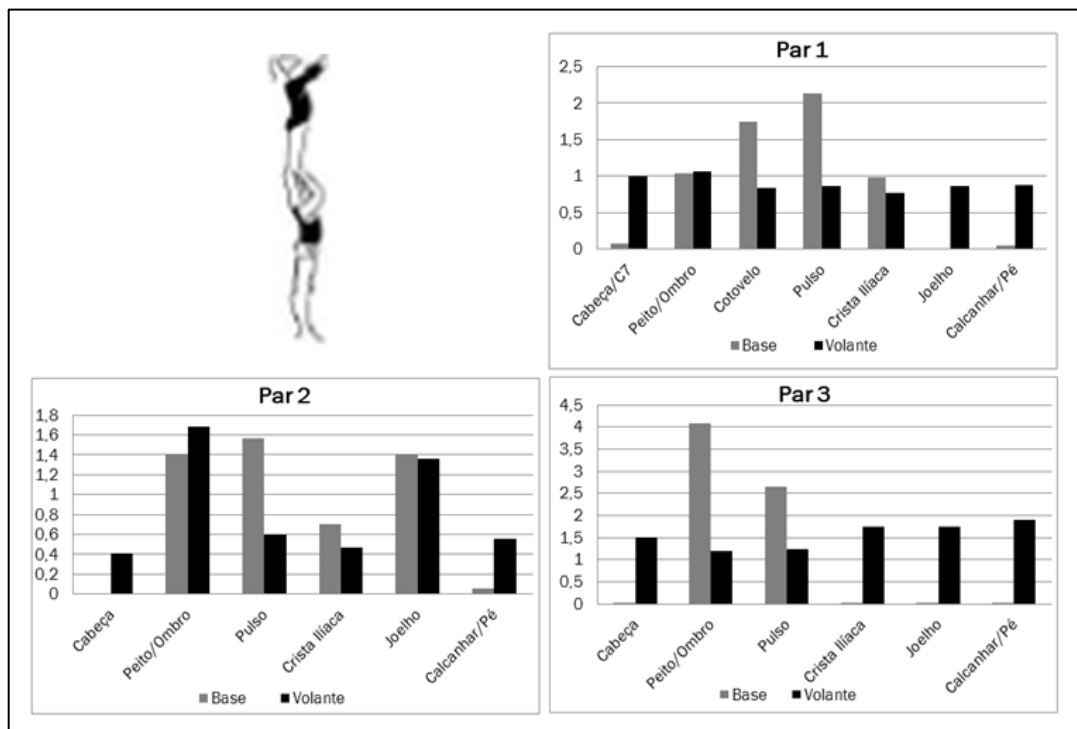 Par 1
2,5
2
1,5
1
0,5
0
Cabeça/C7
Peito/Ombro
Cotovelo
Pulso
Crista Ilíaca
Joelho
Calcanhar/Pé
Base Volante
Par 2
1,8
1,6
1,4
1,2
1
0,8
0,6
0,4
0,2
0
Cabeça
Peito/Ombro
Pulso
Crista Ilíaca
Joelho
Calcanhar/Pé
Base Volante
Par 3
4,5
4
3,5
3
2,5
2
1,5
1
0,5
0
Cabeça
Peito/Ombro
Pulso
Crista Ilíaca
Joelho
Calcanhar/Pé
Base Volante